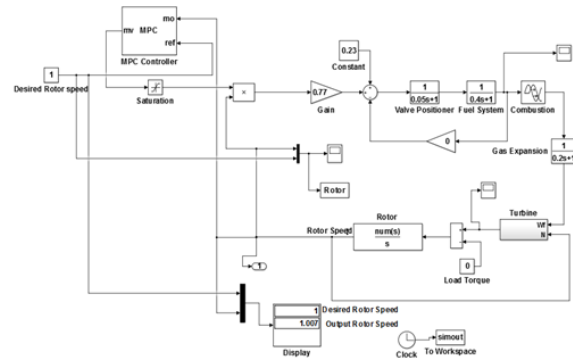 mo
mv MPC
ref
MPC Controller
1
Desired Rotor speed
Saturation
×
0.77
Gain
0.23
Constant
1
0.05s+1
Valve Positioner
1
0.4s+1
Fuel System
Combustion
0
Gas Expansion
1
0.2s+1
Rotor
Turbine
Wf
N
Rotor Speed
Rotor
num(s)
s
0
Load Torque
1
1
Desired Rotor Speed
1.007
Output Rotor Speed
Display
Clock
simout
To Workspace